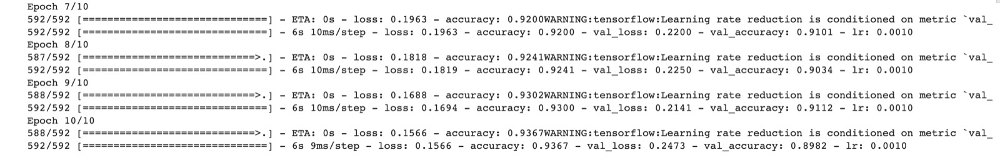 Epoch 7/10
592/592 [==============================] - ETA: 0s - loss: 0.1963 - accuracy: 0.9200WARNING:tensorflow:Learning rate reduction is conditioned on metric `val_
592/592 [==============================] - 6s 10ms/step - loss: 0.1963 - accuracy: 0.9200 - val_loss: 0.2200 - val_accuracy: 0.9101 - lr: 0.0010
Epoch 8/10
587/592 [============================>.] - ETA: 0s - loss: 0.1818 - accuracy: 0.9241WARNING:tensorflow:Learning rate reduction is conditioned on metric `val_
592/592 [==============================] - 6s 10ms/step - loss: 0.1819 - accuracy: 0.9241 - val_loss: 0.2250 - val_accuracy: 0.9034 - lr: 0.0010
Epoch 9/10
588/592 [============================>.] - ETA: 0s - loss: 0.1688 - accuracy: 0.9302WARNING:tensorflow:Learning rate reduction is conditioned on metric `val_
592/592 [==============================] - 6s 10ms/step - loss: 0.1694 - accuracy: 0.9300 - val_loss: 0.2141 - val_accuracy: 0.9112 - lr: 0.0010
Epoch 10/10
588/592 [============================>.] - ETA: 0s - loss: 0.1566 - accuracy: 0.9367WARNING:tensorflow:Learning rate reduction is conditioned on metric `val_
592/592 [==============================] - 6s 9ms/step - loss: 0.1566 - accuracy: 0.9367 - val_loss: 0.2473 - val_accuracy: 0.8982 - lr: 0.0010